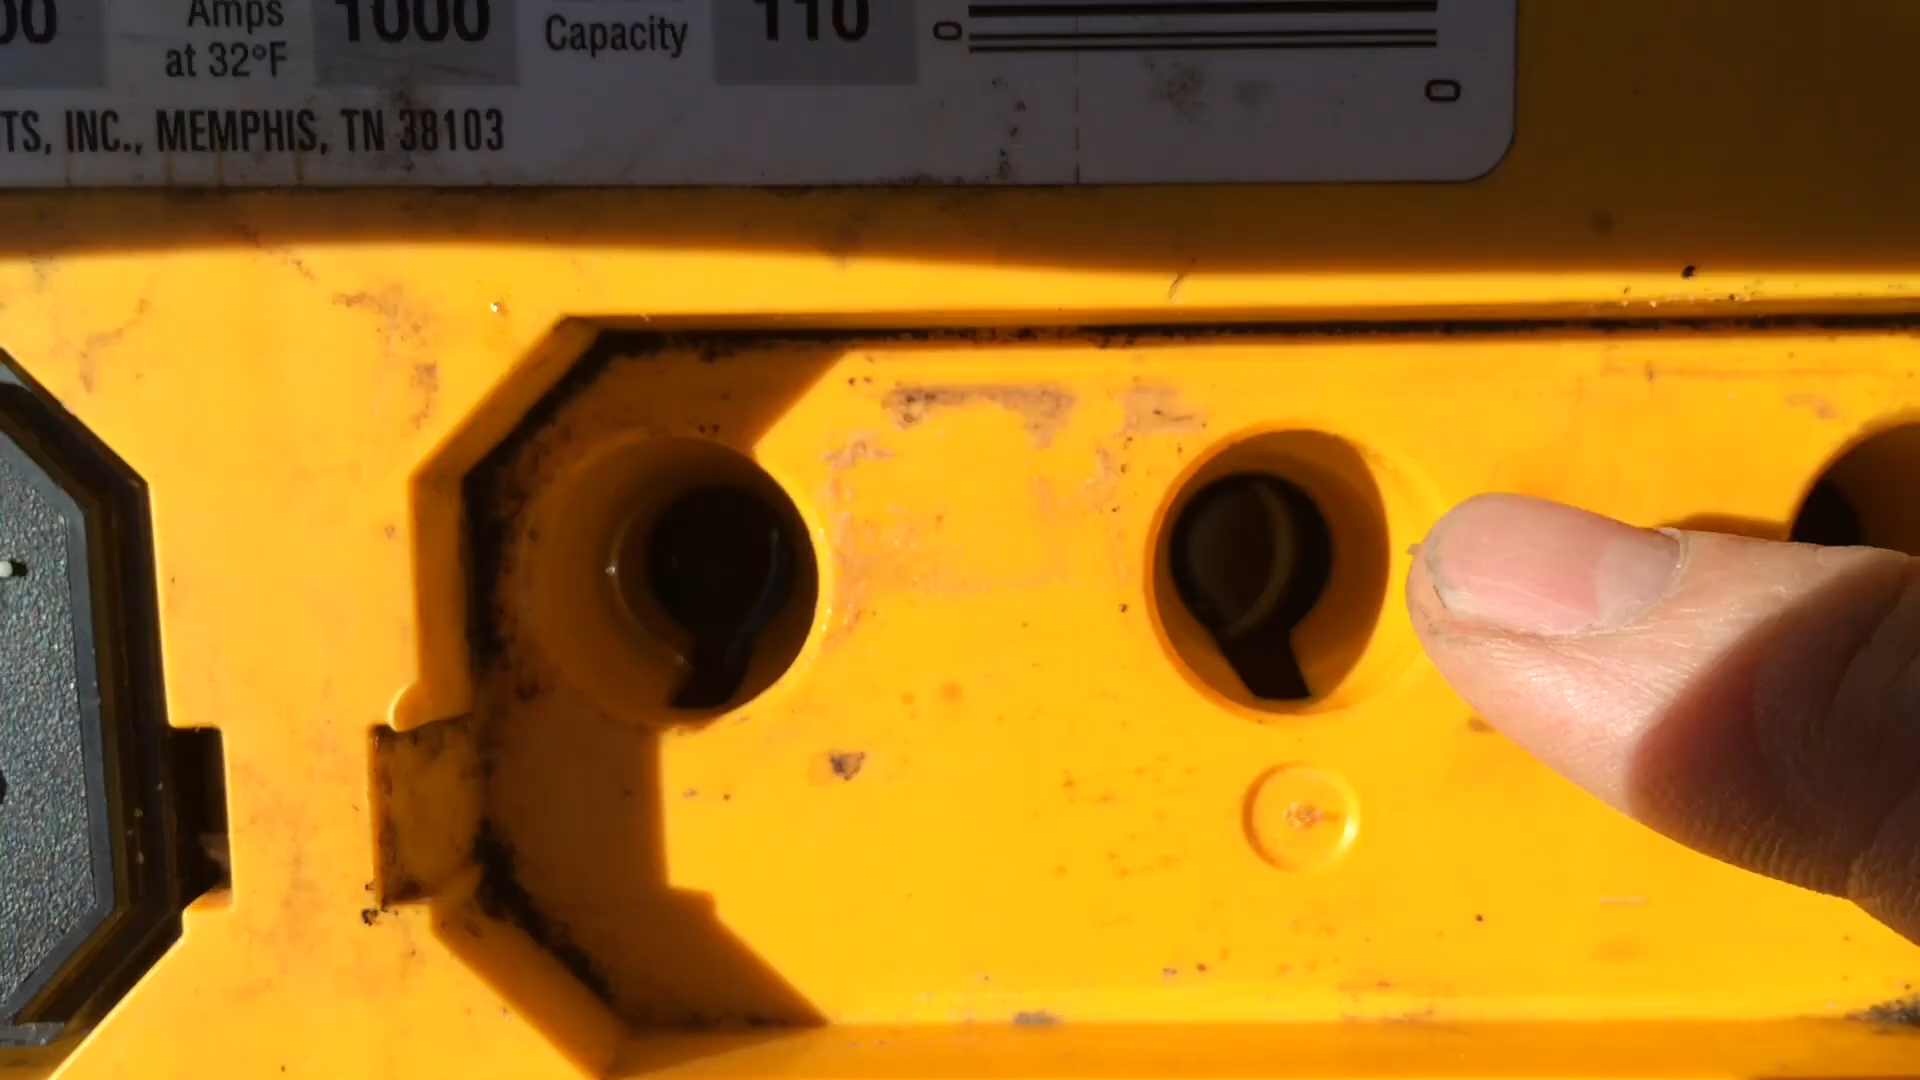 Amps
at 32°F
1000
Capacity
110
TS, INC., MEMPHIS, TN 38103